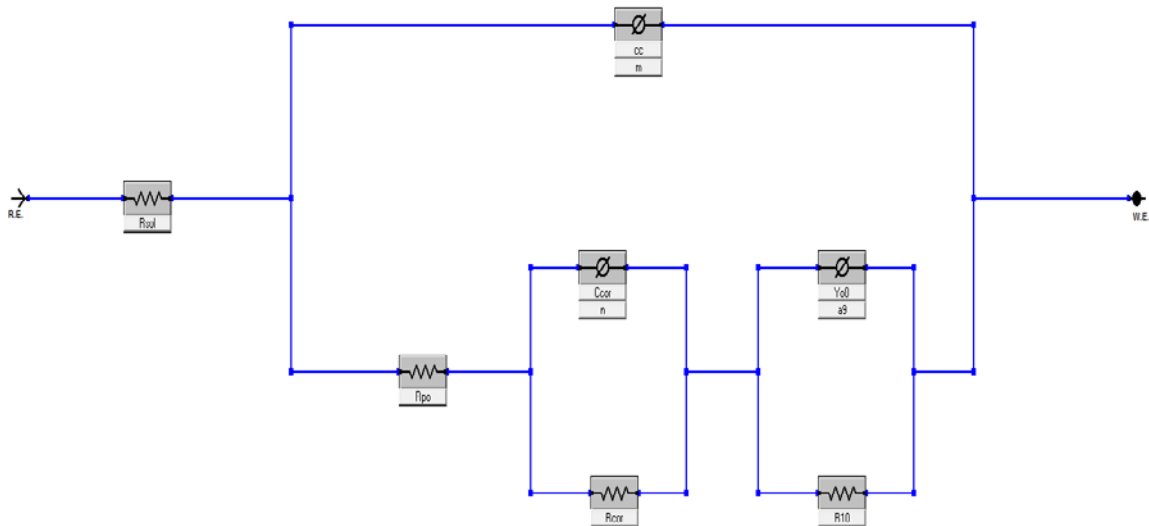 cc
m
R.E.
Rsol
W.E.
Ccor
n
Yo0
a9
Rpo
Rcor
R10